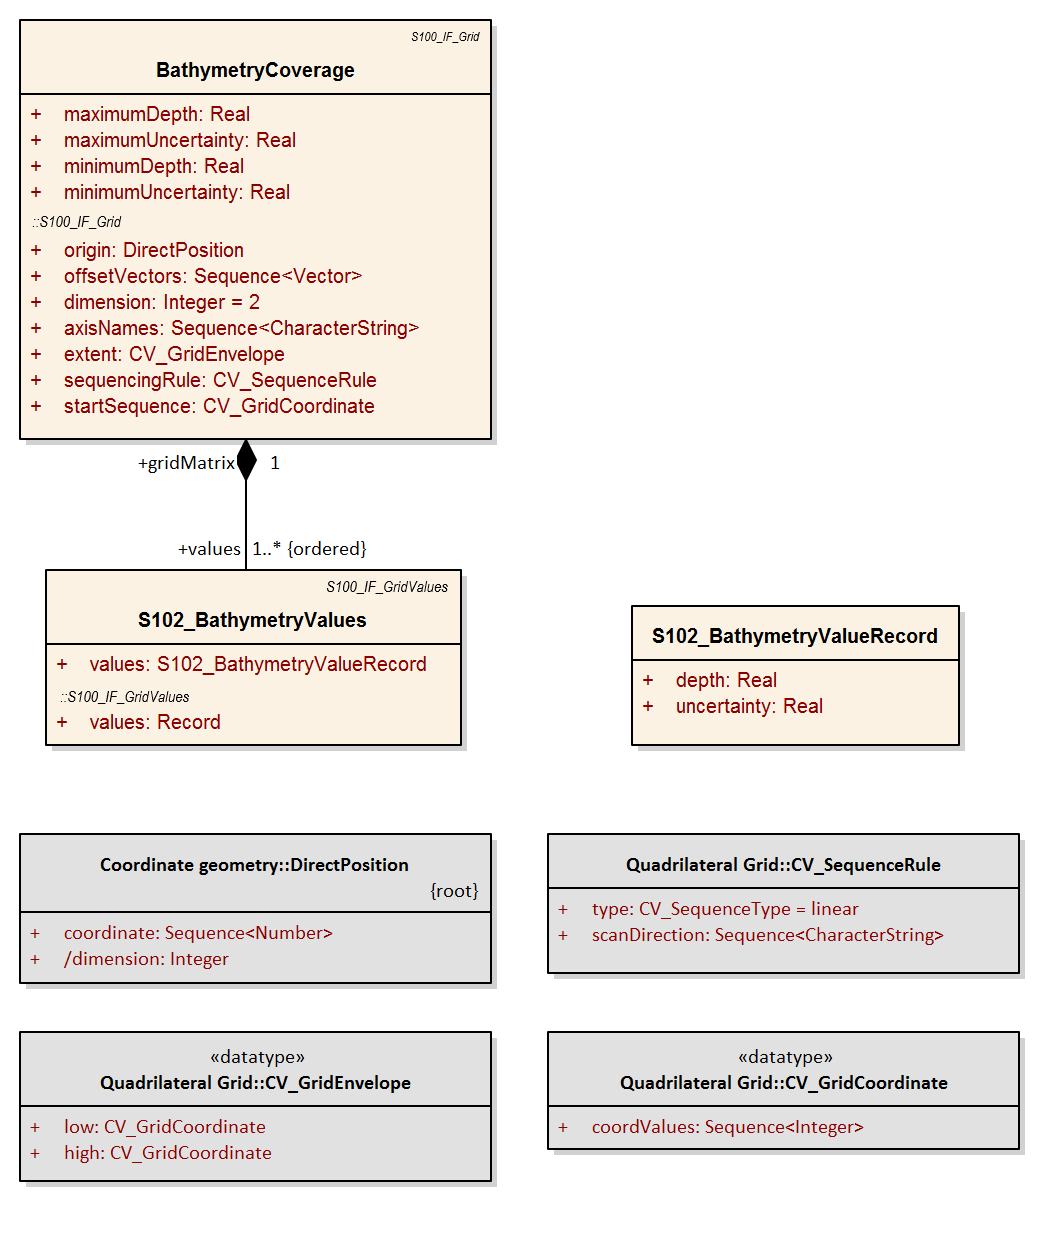 S100_IF_Grid
BathymetryCoverage
+ maximumDepth: Real
+ maximumUncertainty: Real
+ minimumDepth: Real
+ minimumUncertainty: Real
::S100_IF_Grid
+ origin: DirectPosition
+ offsetVectors: Sequence<Vector>
+ dimension: Integer = 2
+ axisNames: Sequence<CharacterString>
+ extent: CV_GridEnvelope
+ sequencingRule: CV_SequenceRule
+ startSequence: CV_GridCoordinate
+gridMatrix 1
+values 1..* {ordered}
S100_IF_GridValues
S102_BathymetryValues
+ values: S102_BathymetryValueRecord
::S100_IF_GridValues
+ values: Record
S102_BathymetryValueRecord
+ depth: Real
+ uncertainty: Real
Coordinate geometry::DirectPosition
{root}
+ coordinate: Sequence<Number>
+ /dimension: Integer
Quadrilateral Grid::CV_SequenceRule
+ type: CV_SequenceType = linear
+ scanDirection: Sequence<CharacterString>
«datatype»
Quadrilateral Grid::CV_GridEnvelope
+ low: CV_GridCoordinate
+ high: CV_GridCoordinate
«datatype»
Quadrilateral Grid::CV_GridCoordinate
+ coordValues: Sequence<Integer>